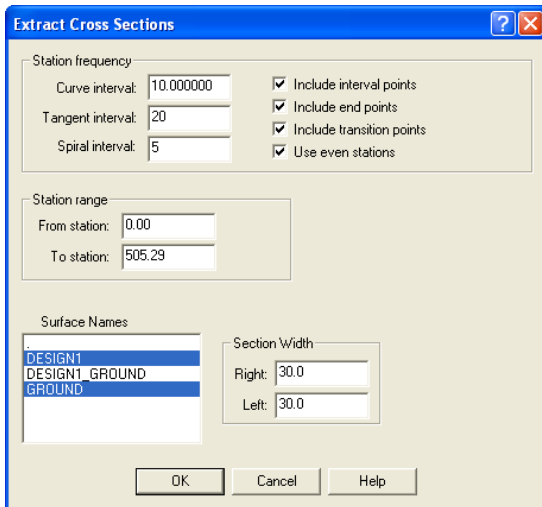 Extract Cross Sections
Station frequency
Curve interval: 10.000000
Tangent interval: 20
Spiral interval: 5
Include interval points
Include end points
Include transition points
Use even stations
Station range
From station: 0.00
To station: 505.29
Surface Names
.
DESIGN1
DESIGN1_GROUND
GROUND
Section Width
Right: 30.0
Left: 30.0
OK Cancel Help